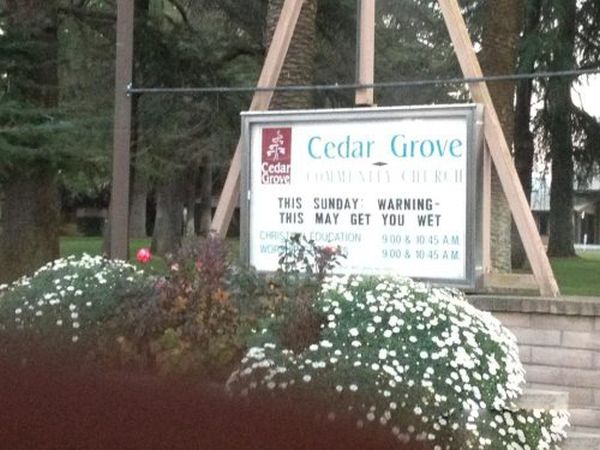 Cedar Grove
Cedar
Grove
COMMUNITY CHURCH
THIS SUNDAY: WARNING-
THIS MAY GET YOU WET
CHRISTIAN EDUCATION 9:00 & 10:45 A.M.
9:00 & 10:45 A.M.